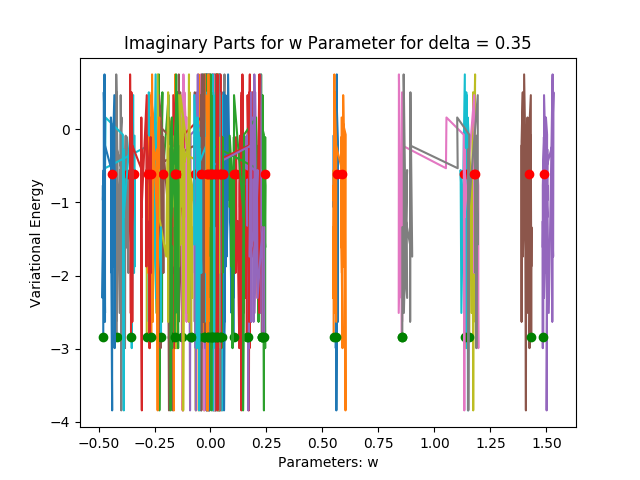 Imaginary Parts for w Parameter for delta = 0.35
Variational Energy
0
−1
−2
−3
−4
−0.50 −0.25 0.00 0.25 0.50 0.75 1.00 1.25 1.50
Parameters: w